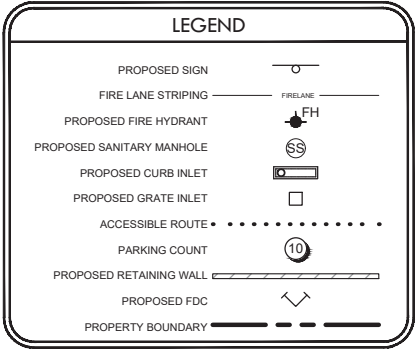 LEGEND
PROPOSED SIGN
FIRE LANE STRIPING FIRELANE
PROPOSED FIRE HYDRANT FH
PROPOSED SANITARY MANHOLE SS
PROPOSED CURB INLET
PROPOSED GRATE INLET
ACCESSIBLE ROUTE
PARKING COUNT 10
PROPOSED RETAINING WALL
PROPOSED FDC
PROPERTY BOUNDARY